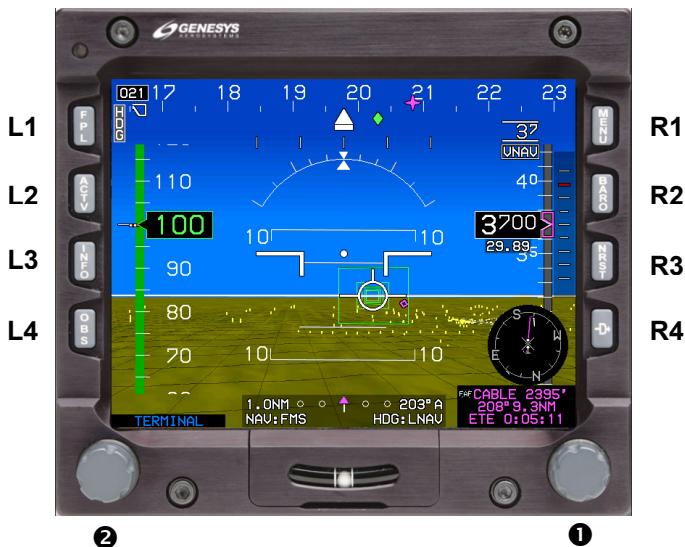 GENESYS
AEROSYSTEMS
021 17 18 19 20 21 22 23
HDG
37
VNAV
L1 FPL
MENU R1
110
40
L2 ACTV
BARO R2
100
3700
10 10
29.89
35
L3 INFO
NRST R3
90
80
L4 OBS
D R4
S W N E
70
10 10
1.0NM 203°A
NAV:FMS HDG:LNAV
FAF CABLE 2395'
208°9.3NM
ETE 0:05:11
TERMINAL
❷ ❶